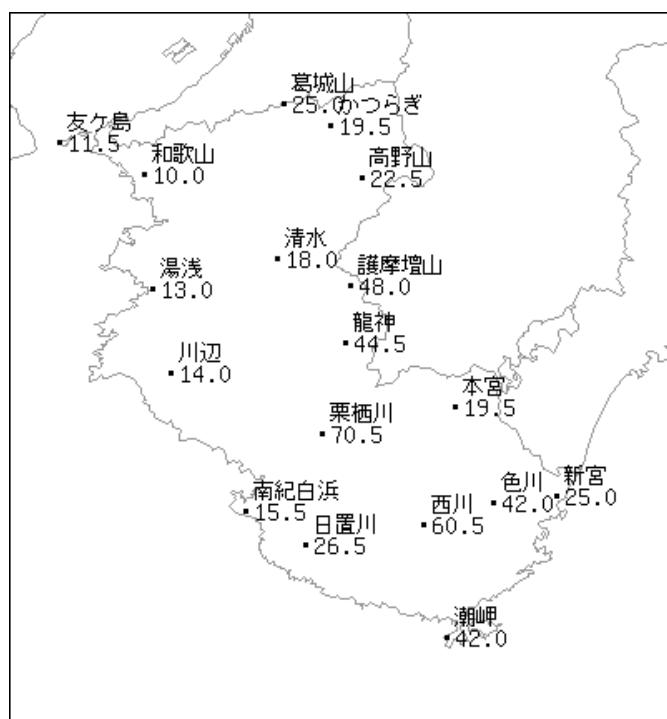 葛城山
25.0
かつらぎ
19.5
友ケ島
11.5
和歌山
10.0
高野山
22.5
清水
18.0
護摩壇山
48.0
湯浅
13.0
龍神
44.5
川辺
14.0
本宮
19.5
栗栖川
70.5
新宮
25.0
色川
42.0
南紀白浜
15.5
西川
60.5
日置川
26.5
潮岬
42.0